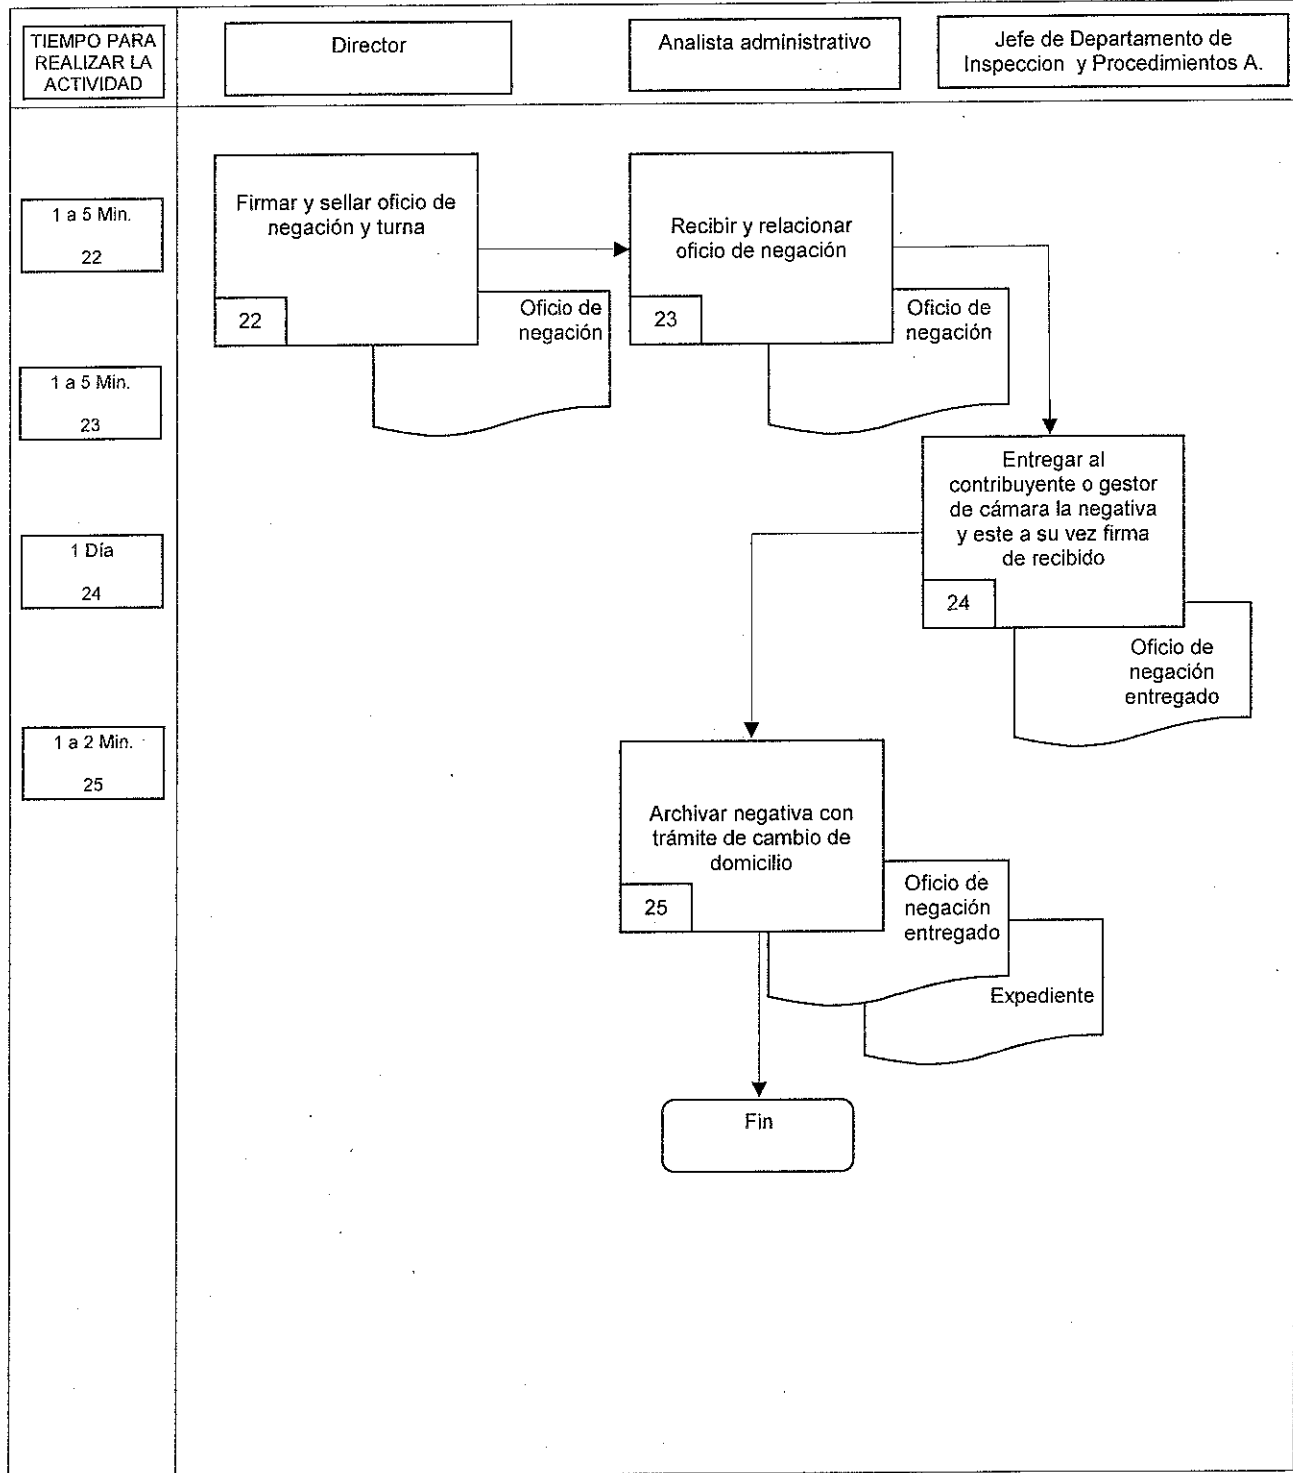 TIEMPO PARA
REALIZAR LA
ACTIVIDAD
Director
Analista administrativo
Jefe de Departamento de
Inspeccion y Procedimientos A.
1 a 5 Min.
22
Firmar y sellar oficio de
negación y turna
22
Oficio de
negación
Recibir y relacionar
oficio de negación
23
Oficio de
negación
1 a 5 Min.
23
Entregar al
contribuyente o gestor
de cámara la negativa
y este a su vez firma
de recibido
24
Oficio de
negación
entregado
1 Día
24
1 a 2 Min.
25
Archivar negativa con
trámite de cambio de
domicilio
25
Oficio de
negación
entregado
Expediente
Fin